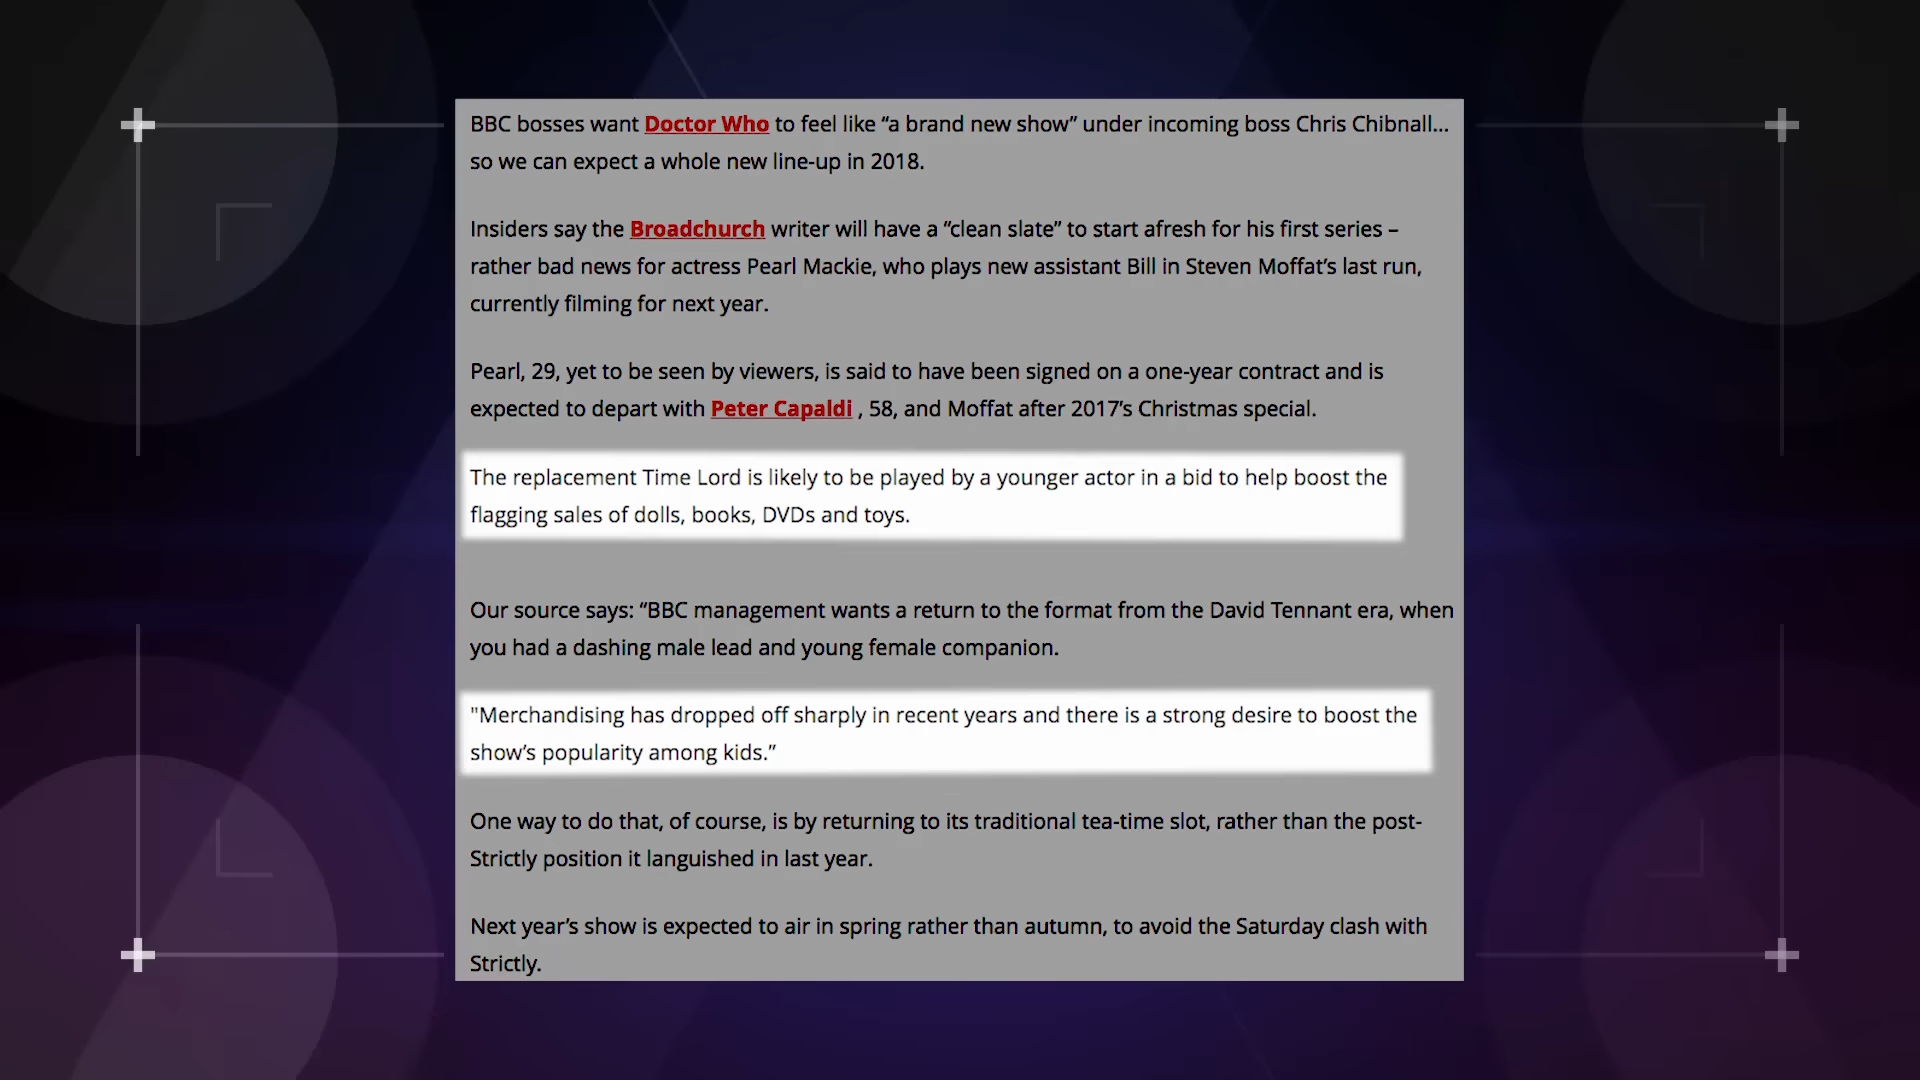 BBC bosses want Doctor Who to feel like “a brand new show” under incoming boss Chris Chibnall...
so we can expect a whole new line-up in 2018.
Insiders say the Broadchurch writer will have a “clean slate” to start afresh for his first series –
rather bad news for actress Pearl Mackie, who plays new assistant Bill in Steven Moffat’s last run,
currently filming for next year.
Pearl, 29, yet to be seen by viewers, is said to have been signed on a one-year contract and is
expected to depart with Peter Capaldi , 58, and Moffat after 2017’s Christmas special.
The replacement Time Lord is likely to be played by a younger actor in a bid to help boost the
flagging sales of dolls, books, DVDs and toys.
Our source says: “BBC management wants a return to the format from the David Tennant era, when
you had a dashing male lead and young female companion.
"Merchandising has dropped off sharply in recent years and there is a strong desire to boost the
show’s popularity among kids.”
One way to do that, of course, is by returning to its traditional tea-time slot, rather than the post-
Strictly position it languished in last year.
Next year’s show is expected to air in spring rather than autumn, to avoid the Saturday clash with
Strictly.